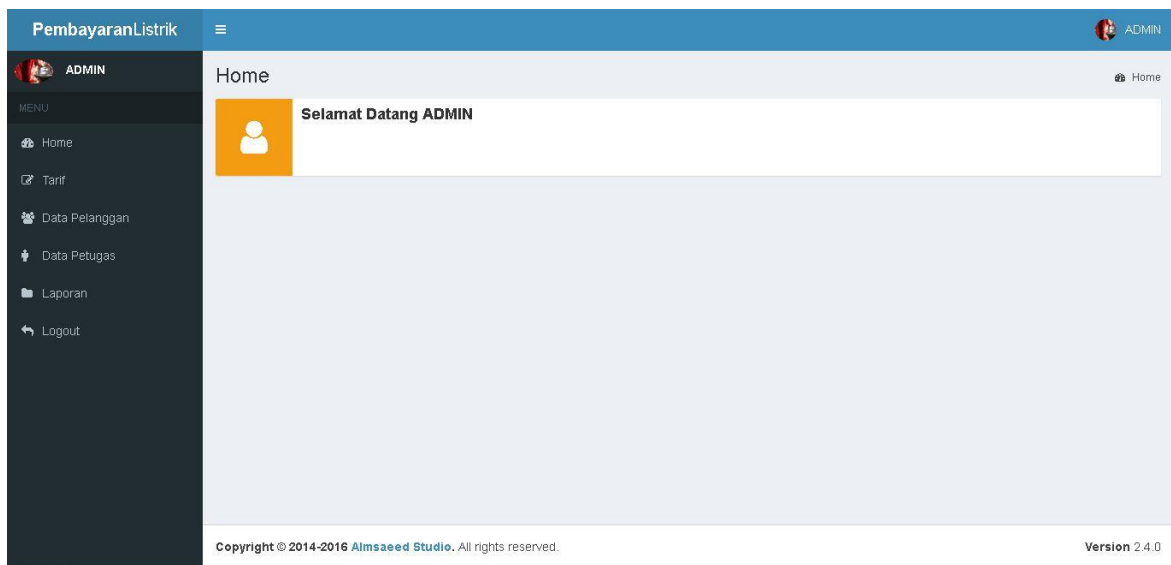 PembayaranListrik
ADMIN
ADMIN
MENU
Home
Tarif
Data Pelanggan
Data Petugas
Laporan
Logout
Home
Home
Selamat Datang ADMIN
Copyright © 2014-2016 Almsaeed Studio. All rights reserved.
Version 2.4.0